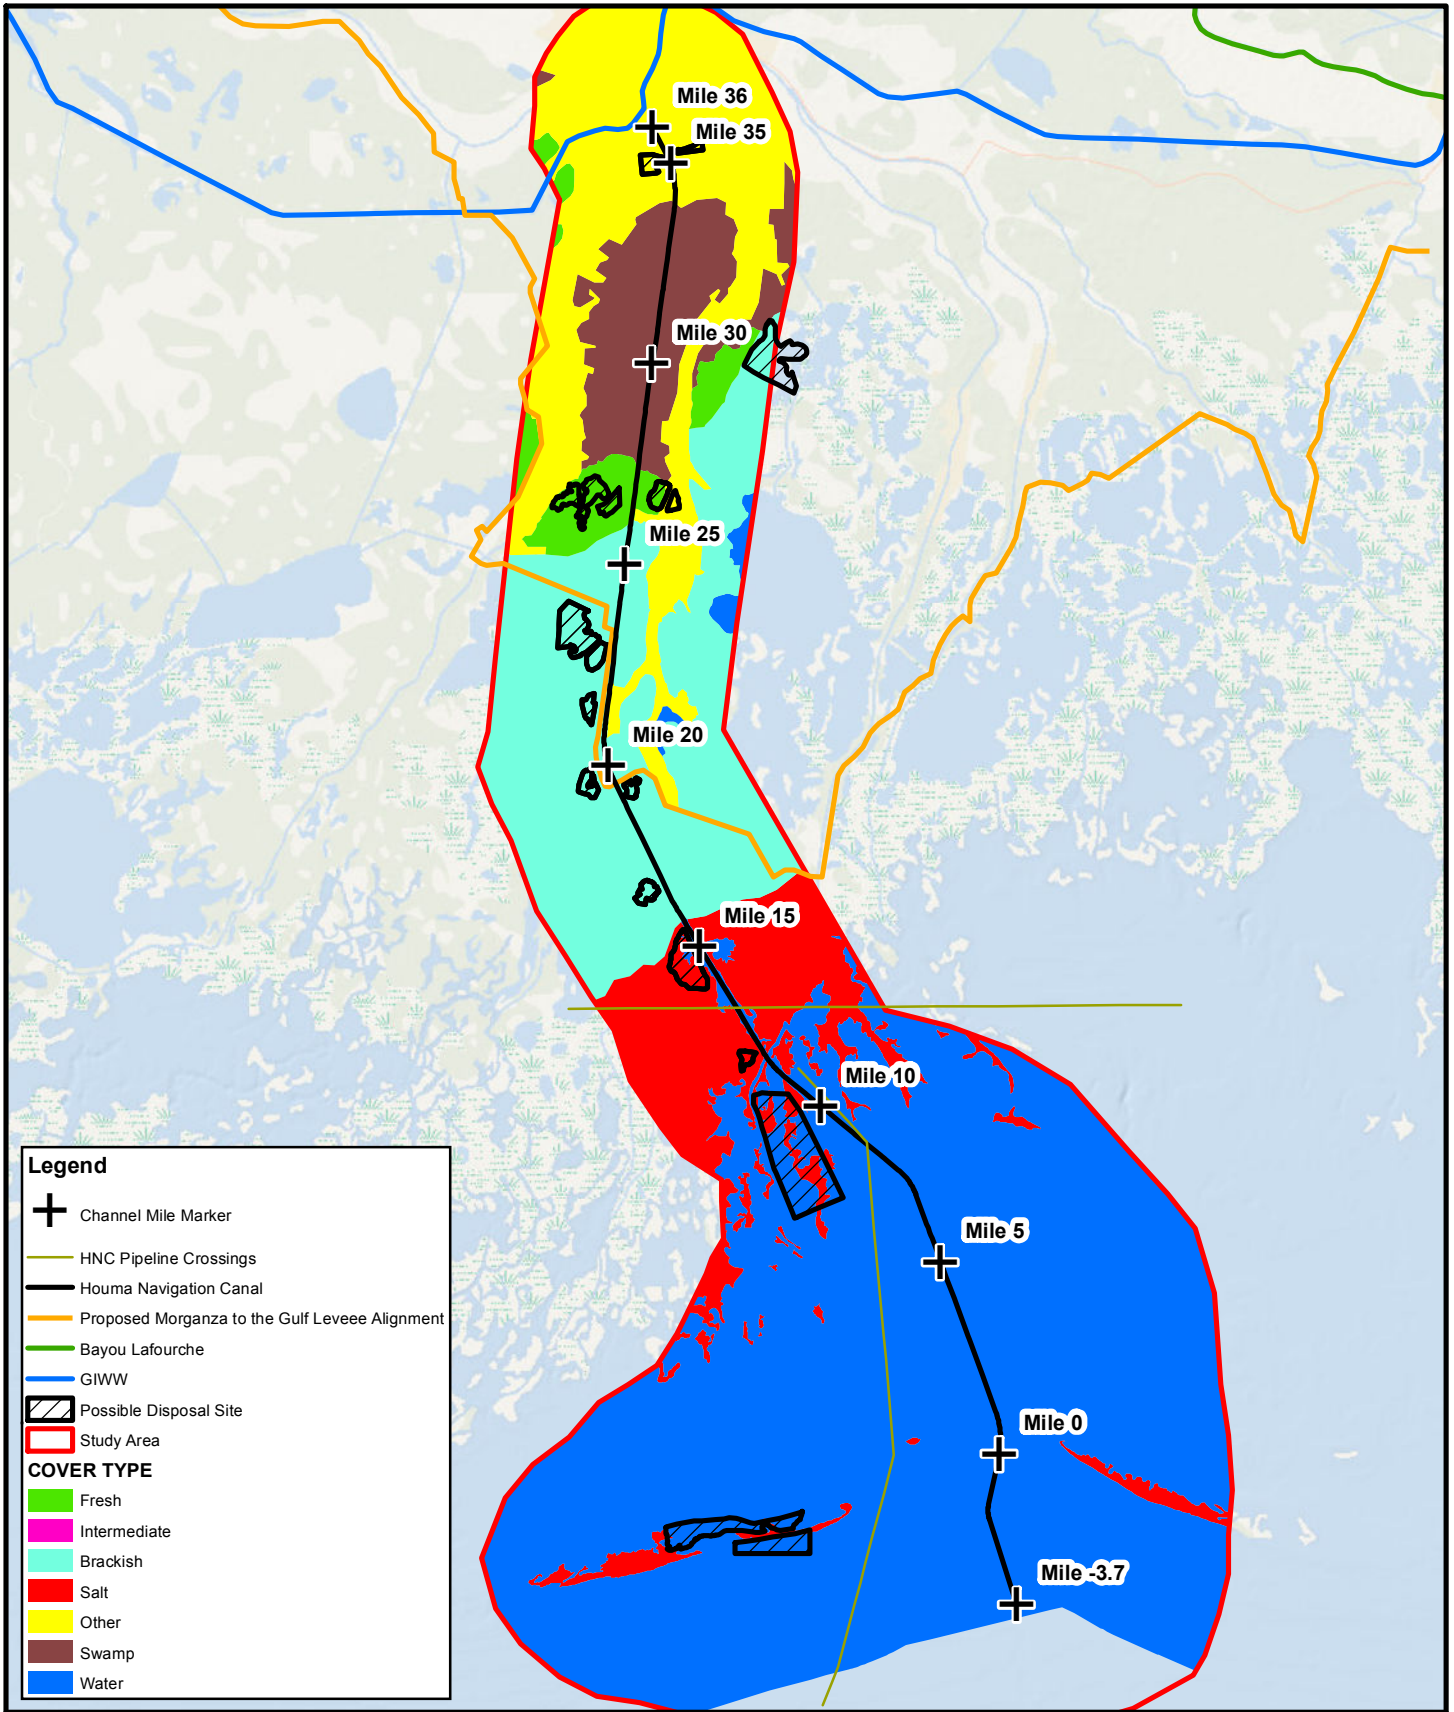 Mile 36
Mile 35
Mile 30
Mile 25
Mile 20
Mile 15
Mile 10
Mile 5
Mile 0
Mile -3.7
Legend
Channel Mile Marker
HNC Pipeline Crossings
Houma Navigation Canal
Proposed Morganza to the Gulf Leveee Alignment
Bayou Lafourche
GIWW
Possible Disposal Site
Study Area
COVER TYPE
Fresh
Intermediate
Brackish
Salt
Other
Swamp
Water